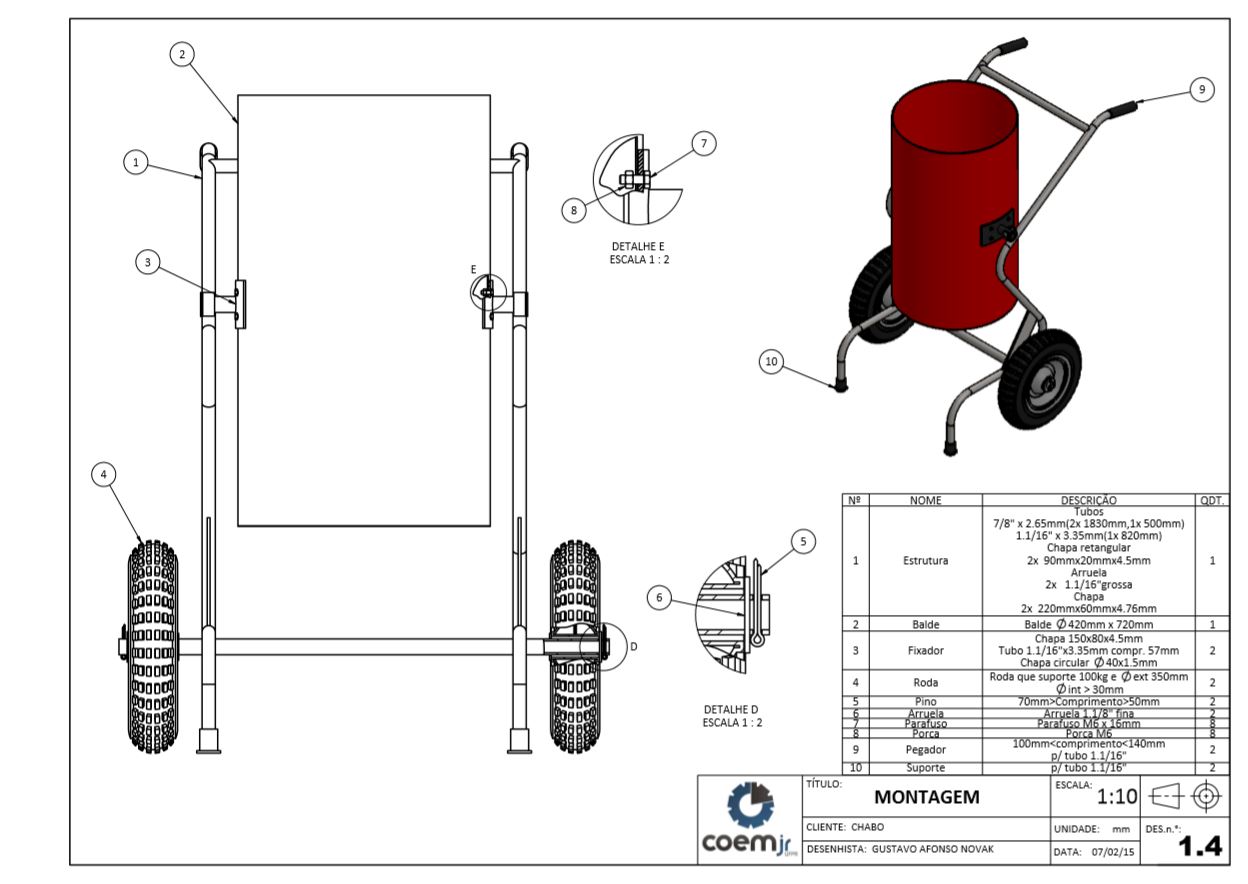 2
1
3
4
E
7
8
DETALHE E
ESCALA 1 : 2
9
10
5
6
D
DETALHE D
ESCALA 1 : 2
Nº NOME DESCRIÇÃO QDT.
Tubos
7/8" x 2.65mm(2x 1830mm,1x 500mm)
1.1/16" x 3.35mm(1x 820mm)
Chapa retangular
2x 90mmx20mmx4.5mm
1 Estrutura 1
Arruela
2x 1.1/16"grossa
Chapa
2x 220mmx60mmx4.76mm
2 Balde Balde Ø 420mm x 720mm 1
Chapa 150x80x4.5mm
3 Fixador Tubo 1.1/16"x3.35mm compr. 57mm 2
Chapa circular Ø 40x1.5mm
Roda que suporte 100kg e Ø ext 350mm
4 Roda 2
Ø int > 30mm
5 Pino 70mm>Comprimento>50mm 2
6 Arruela Arruela 1.1/8" fina 2
7 Parafuso Parafuso M6 x 16mm 8
8 Porca Porca M6 8
100mm<comprimento<140mm
9 Pegador 2
p/ tubo 1.1/16"
10 Suporte p/ tubo 1.1/16" 2
coemjr
TÍTULO:
MONTAGEM
ESCALA:
1:10
CLIENTE: CHABO
UNIDADE: mm
DES.n.°:
1.4
DESENHISTA: GUSTAVO AFONSO NOVAK
DATA: 07/02/15